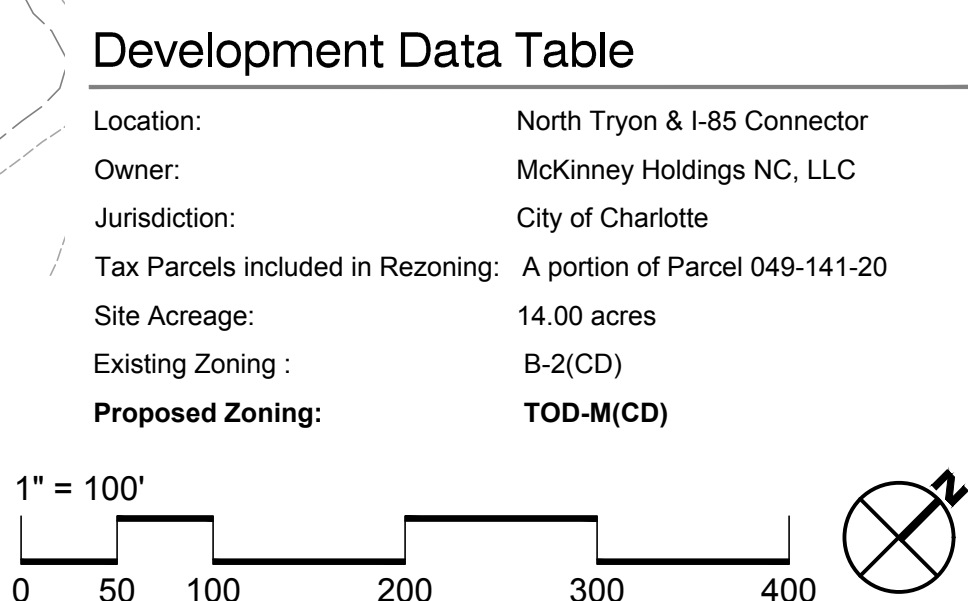 Development Data Table
Location: North Tryon & I-85 Connector
Owner: McKinney Holdings NC, LLC
Jurisdiction: City of Charlotte
Tax Parcels included in Rezoning: A portion of Parcel 049-141-20
Site Acreage: 14.00 acres
Existing Zoning : B-2(CD)
Proposed Zoning: TOD-M(CD)
1" = 100'
N
0 50 100 200 300 400